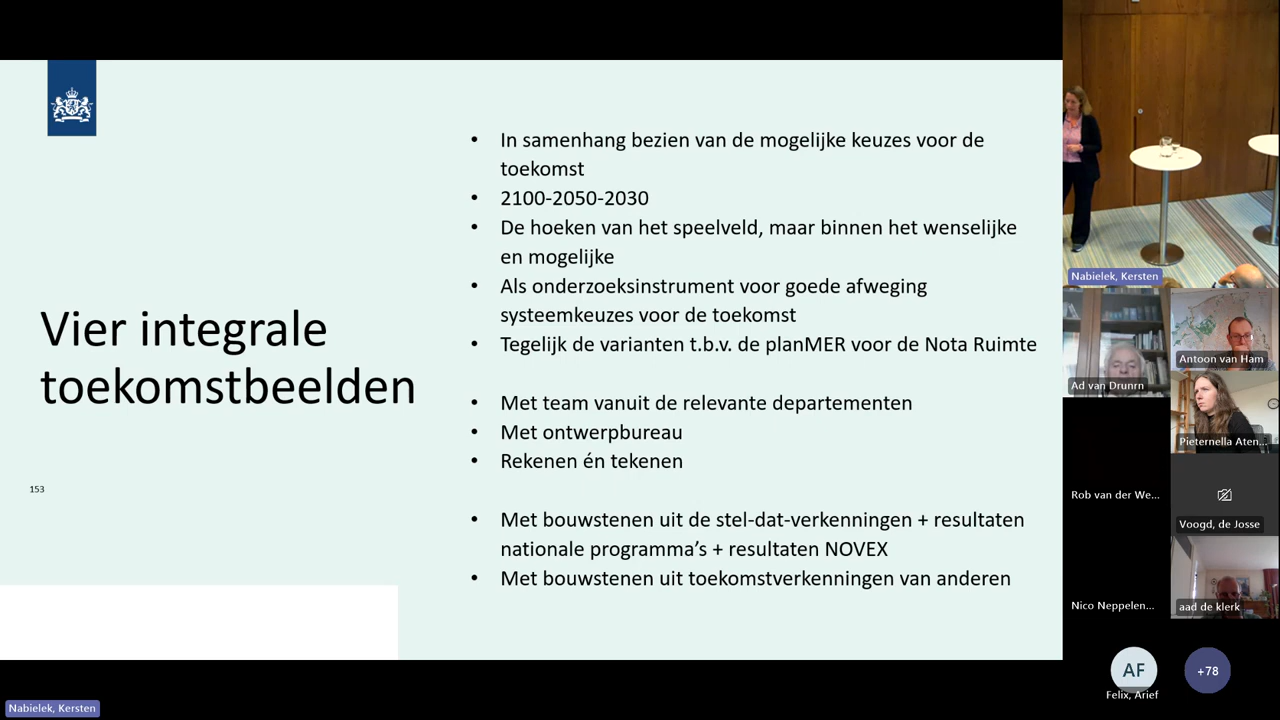 Vier integrale
toekomstbeelden
153
• In samenhang bezien van de mogelijke keuzes voor de
toekomst
• 2100-2050-2030
• De hoeken van het speelveld, maar binnen het wenselijke
en mogelijke
• Als onderzoeksinstrument voor goede afweging
systeemkeuzes voor de toekomst
• Tegelijk de varianten t.b.v. de planMER voor de Nota Ruimte
• Met team vanuit de relevante departementen
• Met ontwerpbureau
• Rekenen én tekenen
• Met bouwstenen uit de stel-dat-verkenningen + resultaten
nationale programma's + resultaten NOVEX
• Met bouwstenen uit toekomstverkenningen van anderen
Nabielek, Kersten
Ad van Drunrn
Antoon van Ham
Pieternella Aten...
Rob van der We...
Voogd, de Josse
Nico Neppelen...
aad de klerk
AF
Felix, Arief
+78
Nabielek, Kersten